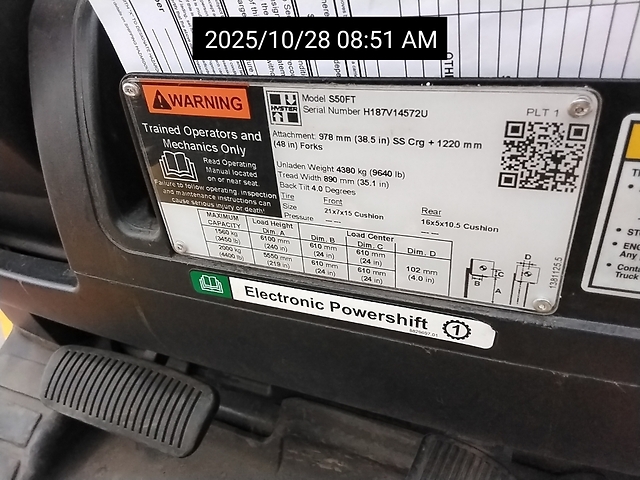 2025/10/28 08:51 AM
WARNING
Trained Operators and
Mechanics Only
Read Operating
Manual located
on or near seat.
Failure to follow operating, inspection
and maintenance instructions can
cause serious injury or death!
HYSTER
Model S50FT
Serial Number H187V14572U
PLT 1
Attachment: 978 mm (38.5 in) SS Crg + 1220 mm
(48 in) Forks
Unladen Weight 4380 kg (9640 lb)
Tread Width 890 mm (35.1 in)
Back Tilt 4.0 Degrees
Tire Front Rear
Size 21x7x15 Cushion 16x5x10.5 Cushion
Pressure _ _ _ _
MAXIMUM CAPACITY Load Height Dim. A Load Center Dim. B Dim. C Dim. D
1560 kg (3450 lb) 6100 mm (240 in) 610 mm (24 in) 610 mm (24 in) 102 mm (4.0 in)
2000 kg (4400 lb) 5550 mm (219 in) 610 mm (24 in) 610 mm (24 in)
B C A D
Electronic Powershift 1